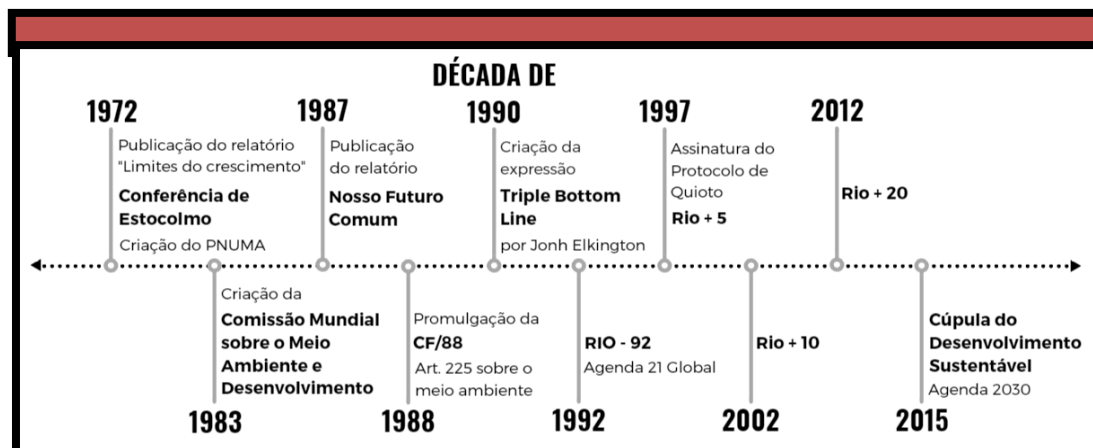 DÉCADA DE
1972
1987
1990
1997
2012
Publicação do relatório
"Limites do crescimento"
Conferência de
Estocolmo
Criação do PNUMA
Publicação
do relatório
Nosso Futuro
Comum
Criação da
expressão
Triple Bottom
Line
por Jonh Elkington
Assinatura do
Protocolo de
Quioto
Rio + 5
Rio + 20
Criação da
Comissão Mundial
sobre o Meio
Ambiente e
Desenvolvimento
Promulgação da
CF/88
Art. 225 sobre o
meio ambiente
RIO - 92
Agenda 21 Global
Rio + 10
Cúpula do
Desenvolvimento
Sustentável
Agenda 2030
1983
1988
1992
2002
2015